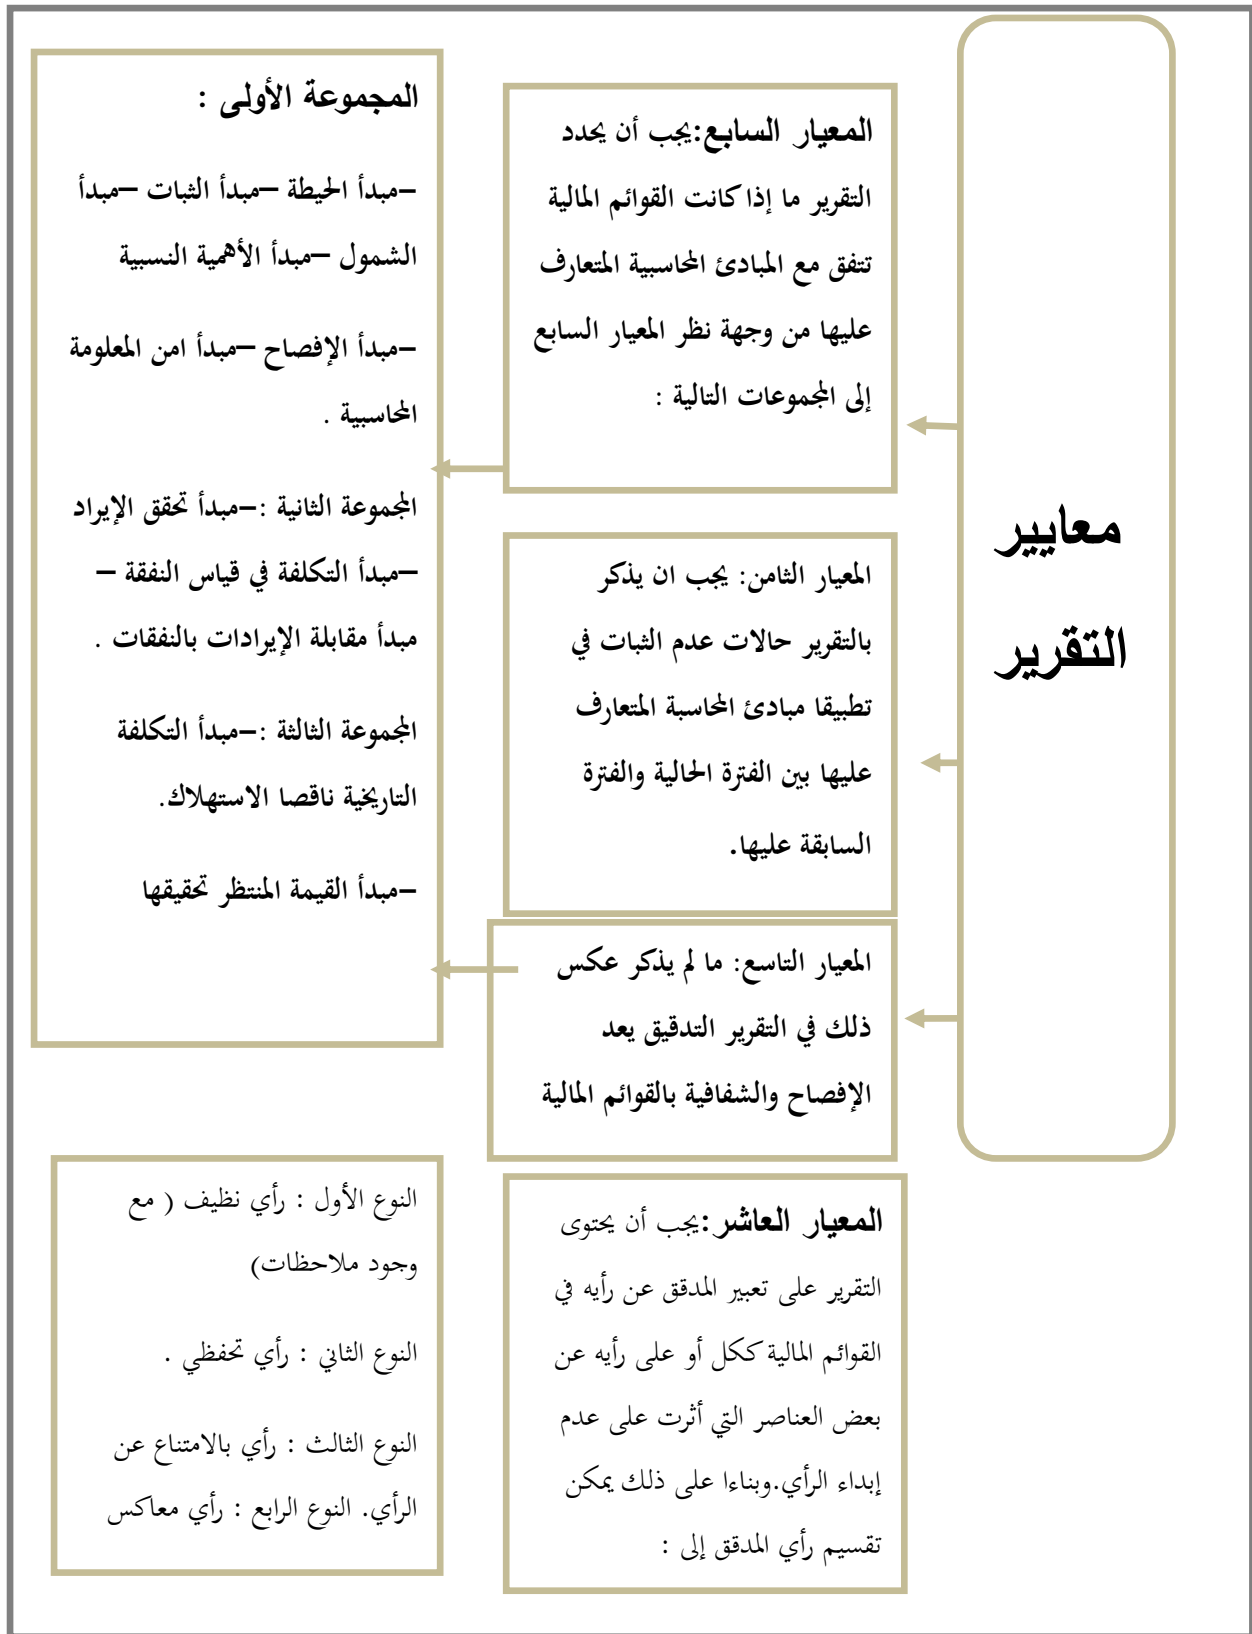 معايير
التقرير
المعيار السابع:يجب أن يحدد
التقرير ما إذا كانت القوائم المالية
تتفق مع المبادئ المحاسبية المتعارف
عليها من وجهة نظر المعيار السابع
إلى المجموعات التالية :
المجموعة الأولى :
–مبدأ الحيطة –مبدأ الثبات –مبدأ
الشمول –مبدأ الأهمية النسبية
–مبدأ الإفصاح –مبدأ امن المعلومة
المحاسبية .
المجموعة الثانية :–مبدأ تحقق الإيراد
–مبدأ التكلفة في قياس النفقة –
مبدأ مقابلة الإيرادات بالنفقات .
المجموعة الثالثة :–مبدأ التكلفة
التاريخية ناقصا الاستهلاك.
–مبدأ القيمة المنتظر تحقيقها
المعيار الثامن: يجب ان يذكر
بالتقرير حالات عدم الثبات في
تطبيقا مبادئ المحاسبة المتعارف
عليها بين الفترة الحالية والفترة
السابقة عليها.
المعيار التاسع: ما لم يذكر عكس
ذلك في التقرير التدقيق يعد
الإفصاح والشفافية بالقوائم المالية
المعيار العاشر:يجب أن يحتوى
التقرير على تعبير المدقق عن رأيه في
القوائم المالية ككل أو على رأيه عن
بعض العناصر التي أثرت على عدم
إبداء الرأي.وبناءا على ذلك يمكن
تقسيم رأي المدقق إلى :
النوع الأول : رأي نظيف ( مع
وجود ملاحظات)
النوع الثاني : رأي تحفظي .
النوع الثالث : رأي بالامتناع عن
الرأي. النوع الرابع : رأي معاكس